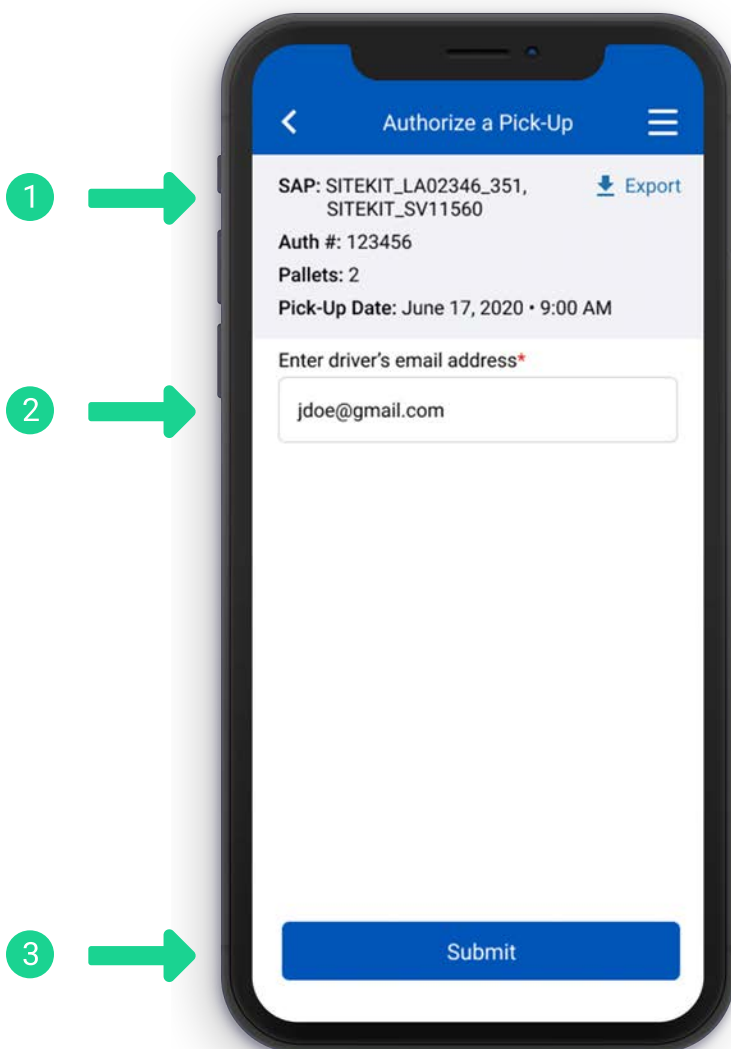 Authorize a Pick-Up
1
SAP: SITEKIT_LA02346_351,
Export
SITEKIT_SV11560
Auth #: 123456
Pallets: 2
Pick-Up Date: June 17, 2020 • 9:00 AM
Enter driver’s email address*
2
jdoe@gmail.com
3
Submit